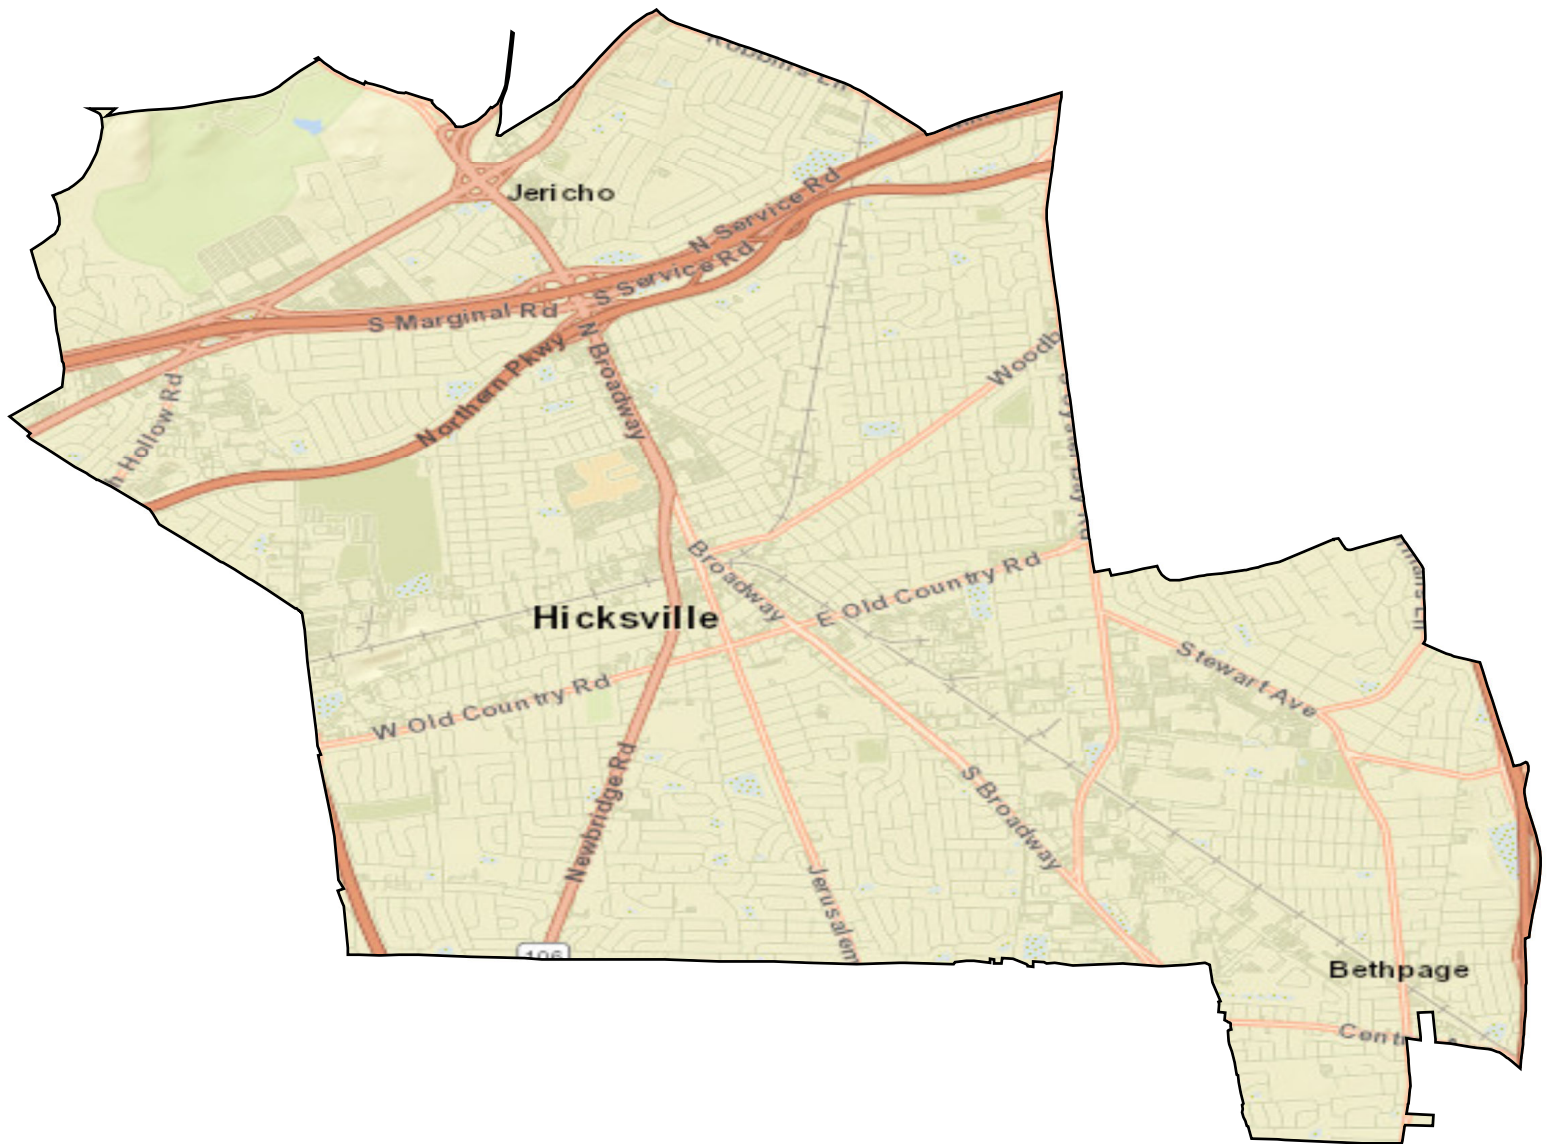 Jericho
N Service Rd
S Service Rd
S Marginal Rd
N Broadway
Northern Pkwy
Hollow Rd
Broadway
E Old Country Rd
Hicksville
W Old Country Rd
Stewart Ave
Newbridge Rd
S Broadway
Jerusalem
106
Bethpage